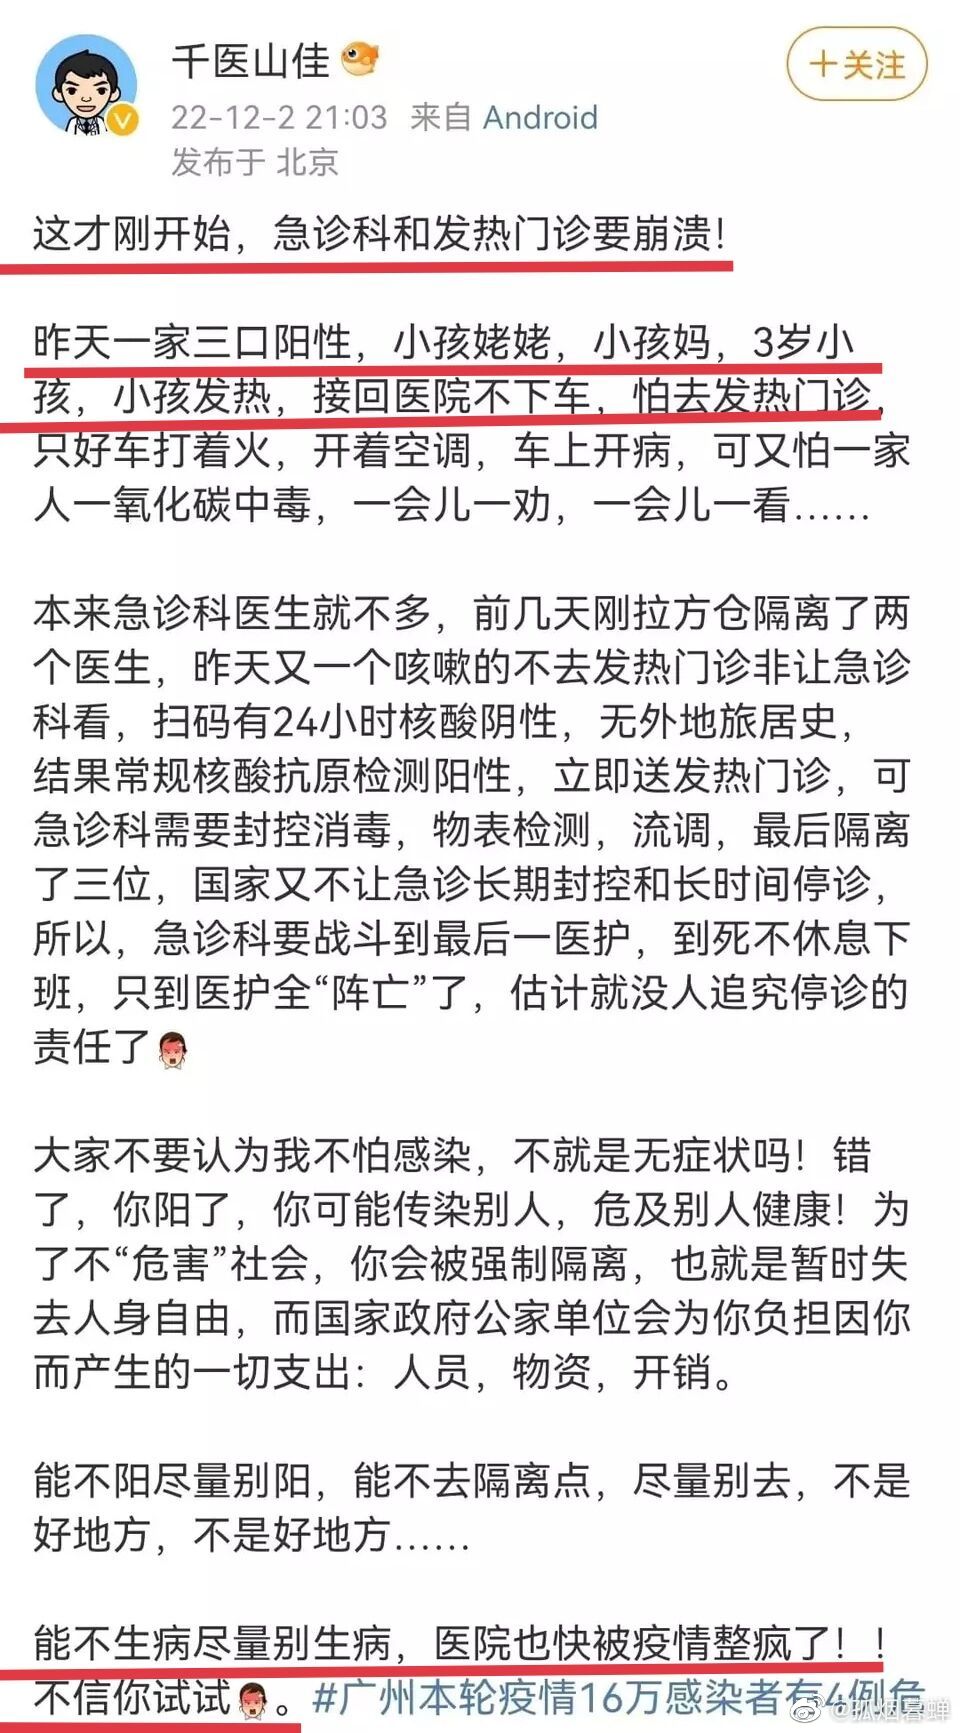 千医山佳
十关注
22-12-2 21:03 来自 Android
发布于 北京
这才刚开始，急诊科和发热门诊要崩溃！
昨天一家三口阳性，小孩姥姥，小孩妈，3岁小
孩，小孩发热，接回医院不下车，怕去发热门诊，
只好车打着火，开着空调，车上开病，可又怕一家
人一氧化碳中毒，一会儿一劝，一会儿一看……
本来急诊科医生就不多，前几天刚拉方仓隔离了两
个医生，昨天又一个咳嗽的不去发热门诊非让急诊
科看，扫码有24小时核酸阴性，无外地旅居史，
结果常规核酸抗原检测阳性，立即送发热门诊，可
急诊科需要封控消毒，物表检测，流调，最后隔离
了三位，国家又不让急诊长期封控和长时间停诊，
所以，急诊科要战斗到最后一医护，到死不休息下
班，只到医护全“阵亡”了，估计就没人追究停诊的
责任了
大家不要认为我不怕感染，不就是无症状吗！错
了，你阳了，你可能传染别人，危及别人健康！为
了不“危害”社会，你会被强制隔离，也就是暂时失
去人身自由，而国家政府公家单位会为你负担因你
而产生的一切支出：人员，物资，开销。
能不阳尽量别阳，能不去隔离点，尽量别去，不是
好地方，不是好地方……
能不生病尽量别生病，医院也快被疫情整疯了！！
不信你试试。#广州本轮疫情16万感染者有4例危
@孤烟暮蝉